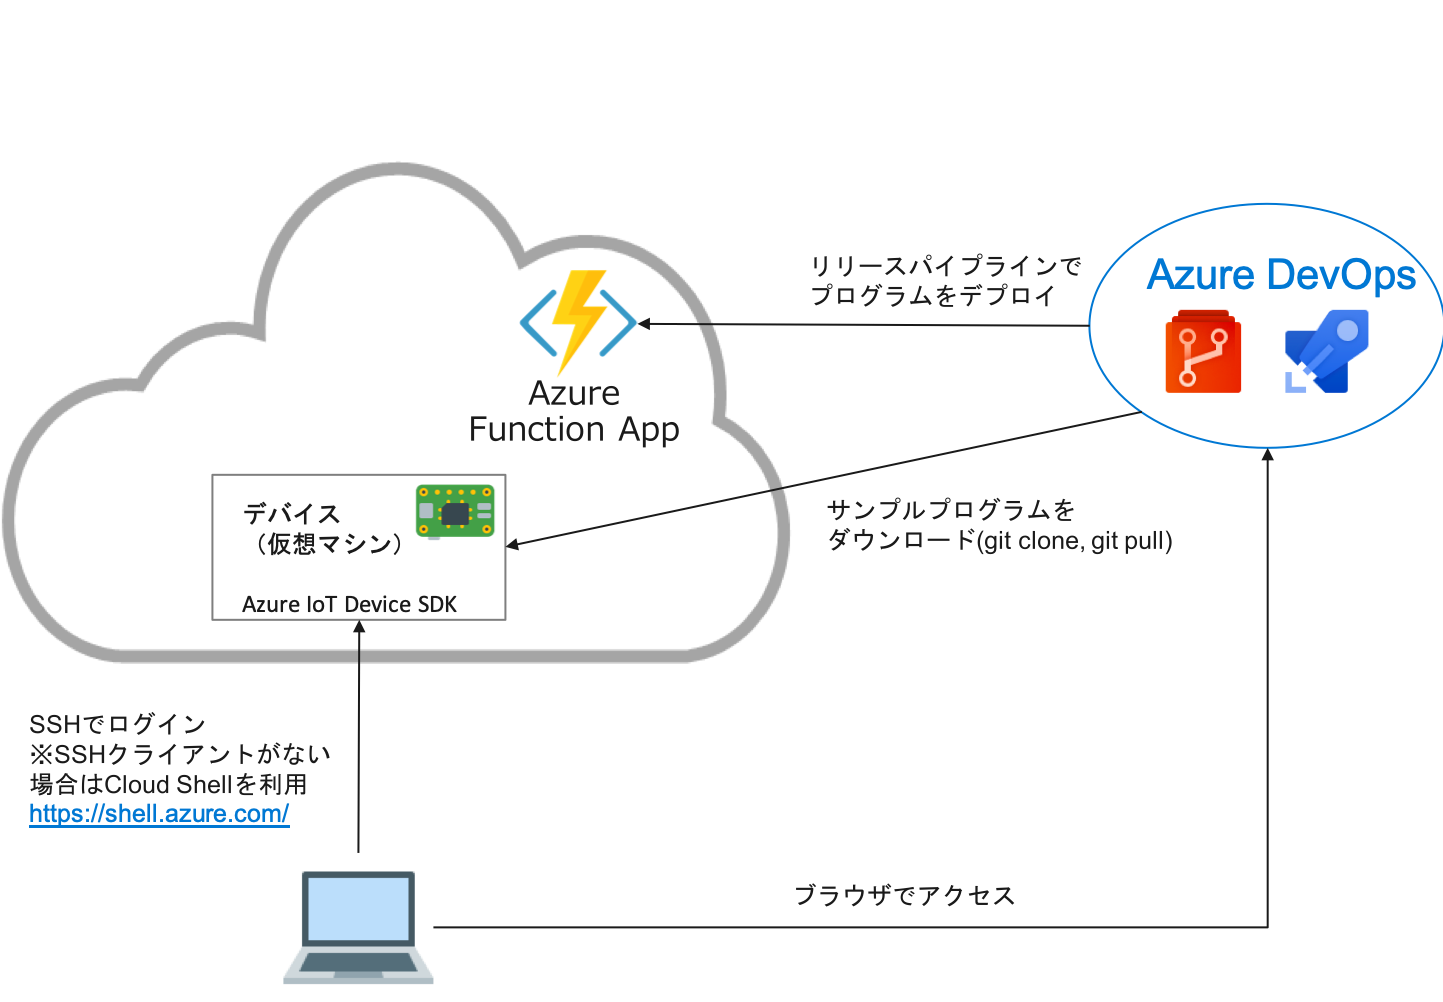 リリースパイプラインで
プログラムをデプロイ
Azure DevOps
Azure
Function App
デバイス
（仮想マシン）
Azure IoT Device SDK
サンプルプログラムを
ダウンロード(git clone, git pull)
SSHでログイン
※SSHクライアントがない
場合はCloud Shellを利用
https://shell.azure.com/
ブラウザでアクセス